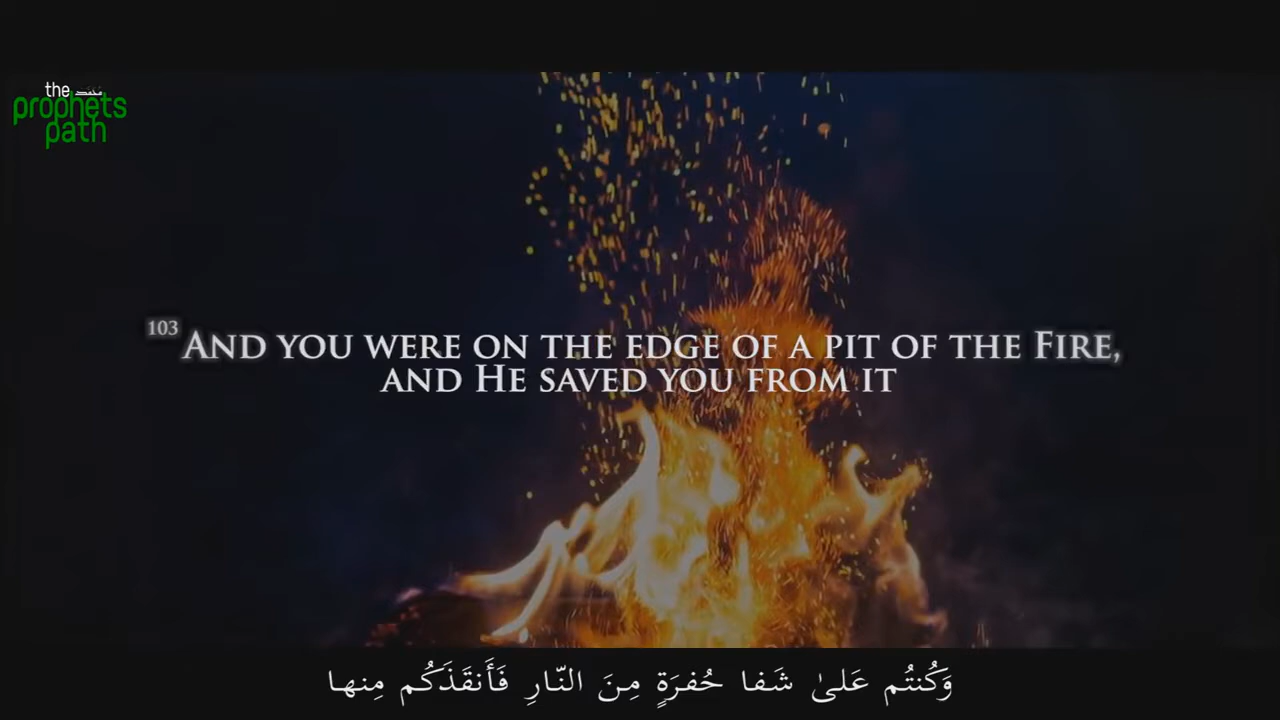 the
prophets
path
103 And you were on the edge of a pit of the Fire,
and He saved you from it
وَكُنتُم عَلىٰ شَفا حُفرَةٍ مِنَ النّارِ فَأَنقَذَكُم مِنها